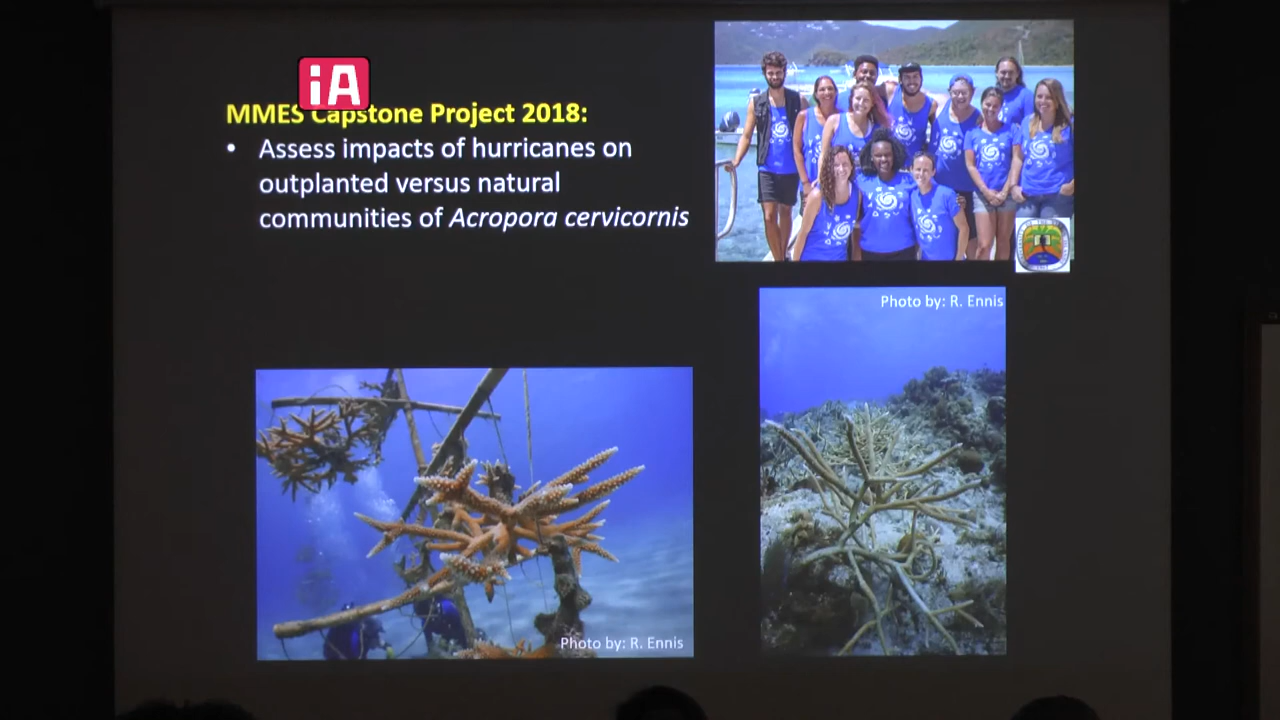 iA
MMES Capstone Project 2018:
• Assess impacts of hurricanes on
outplanted versus natural
communities of Acropora cervicornis
Photo by: R. Ennis
Photo by: R. Ennis